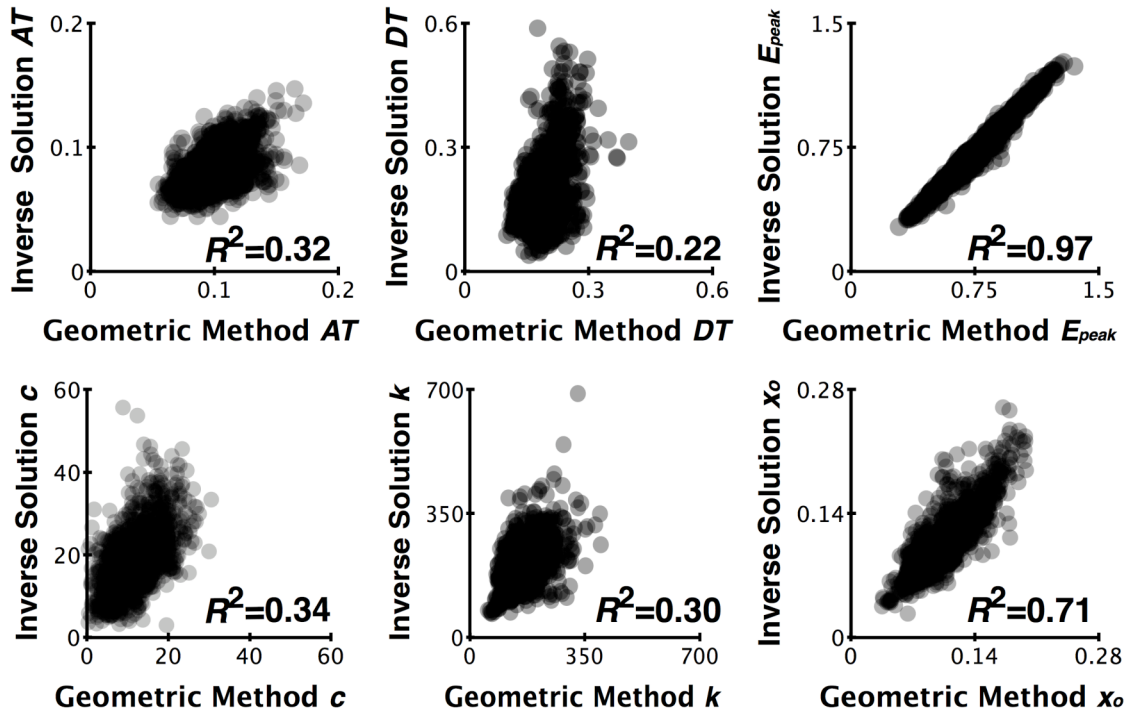 Inverse Solution AT
0.2
0.1
0
R²=0.32
0
0.1
0.2
Geometric Method AT
Inverse Solution DT
0.6
0.3
0
R²=0.22
0
0.3
0.6
Geometric Method DT
Inverse Solution Epeak
1.5
0.75
0
R²=0.97
0
0.75
1.5
Geometric Method Epeak
Inverse Solution c
60
40
20
0
R²=0.34
0
20
40
60
Geometric Method c
Inverse Solution k
700
350
0
R²=0.30
0
350
700
Geometric Method k
Inverse Solution xo
0.28
0.14
0
R²=0.71
0
0.14
0.28
Geometric Method xo